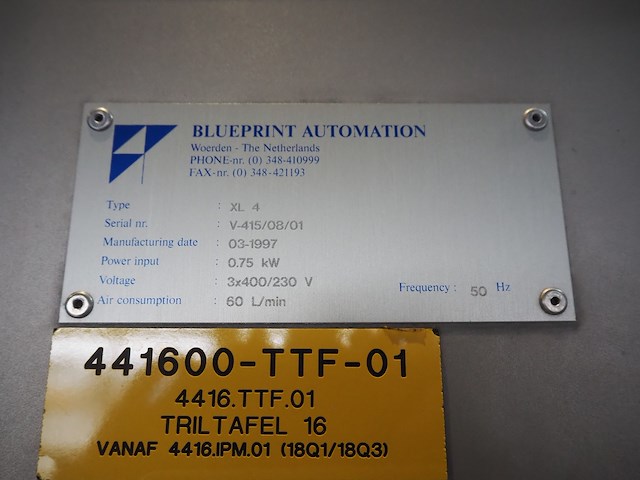 BLUEPRINT AUTOMATION
Woerden - The Netherlands
PHONE-nr. (0) 348-410999
FAX-nr. (0) 348-421193
Type : XL 4
Serial nr. : V-415/08/01
Manufacturing date : 03-1997
Power input : 0.75 kW
Voltage : 3x400/230 V
Frequency : 50 Hz
Air consumption : 60 L/min
441600-TTF-01
4416.TTF.01
TRILTAFEL 16
VANAF 4416.IPM.01 (18Q1/18Q3)